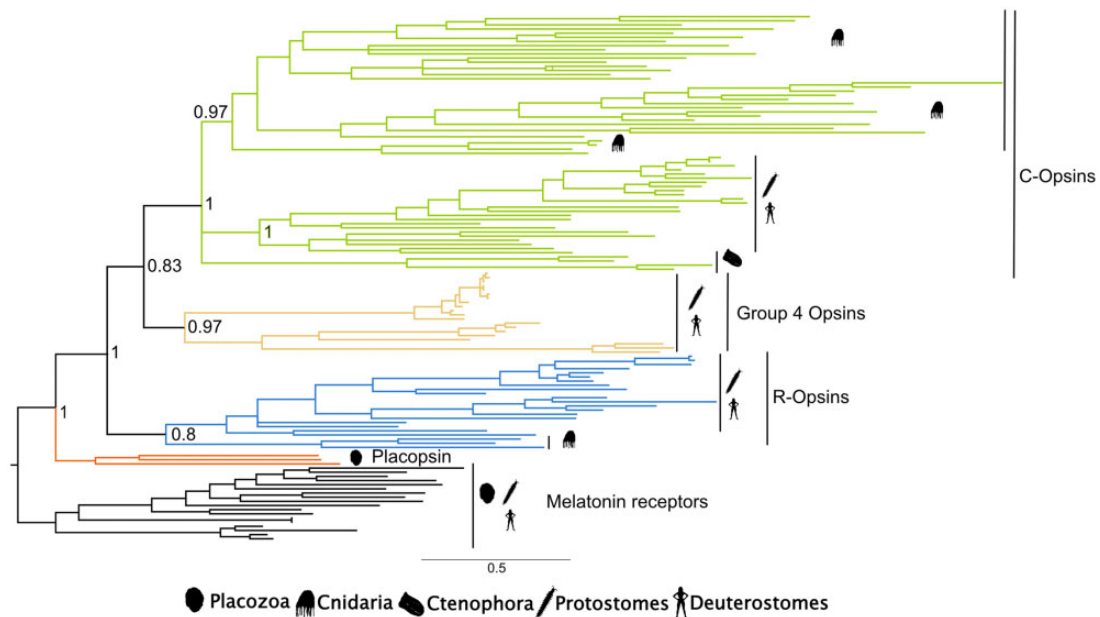 0.97
C-Opsins
1
1
0.83
0.97
Group 4 Opsins
1
R-Opsins
1
0.8
Placopsin
Melatonin receptors
0.5
Placozoa Cnidaria Ctenophora Protostomes Deuterostomes